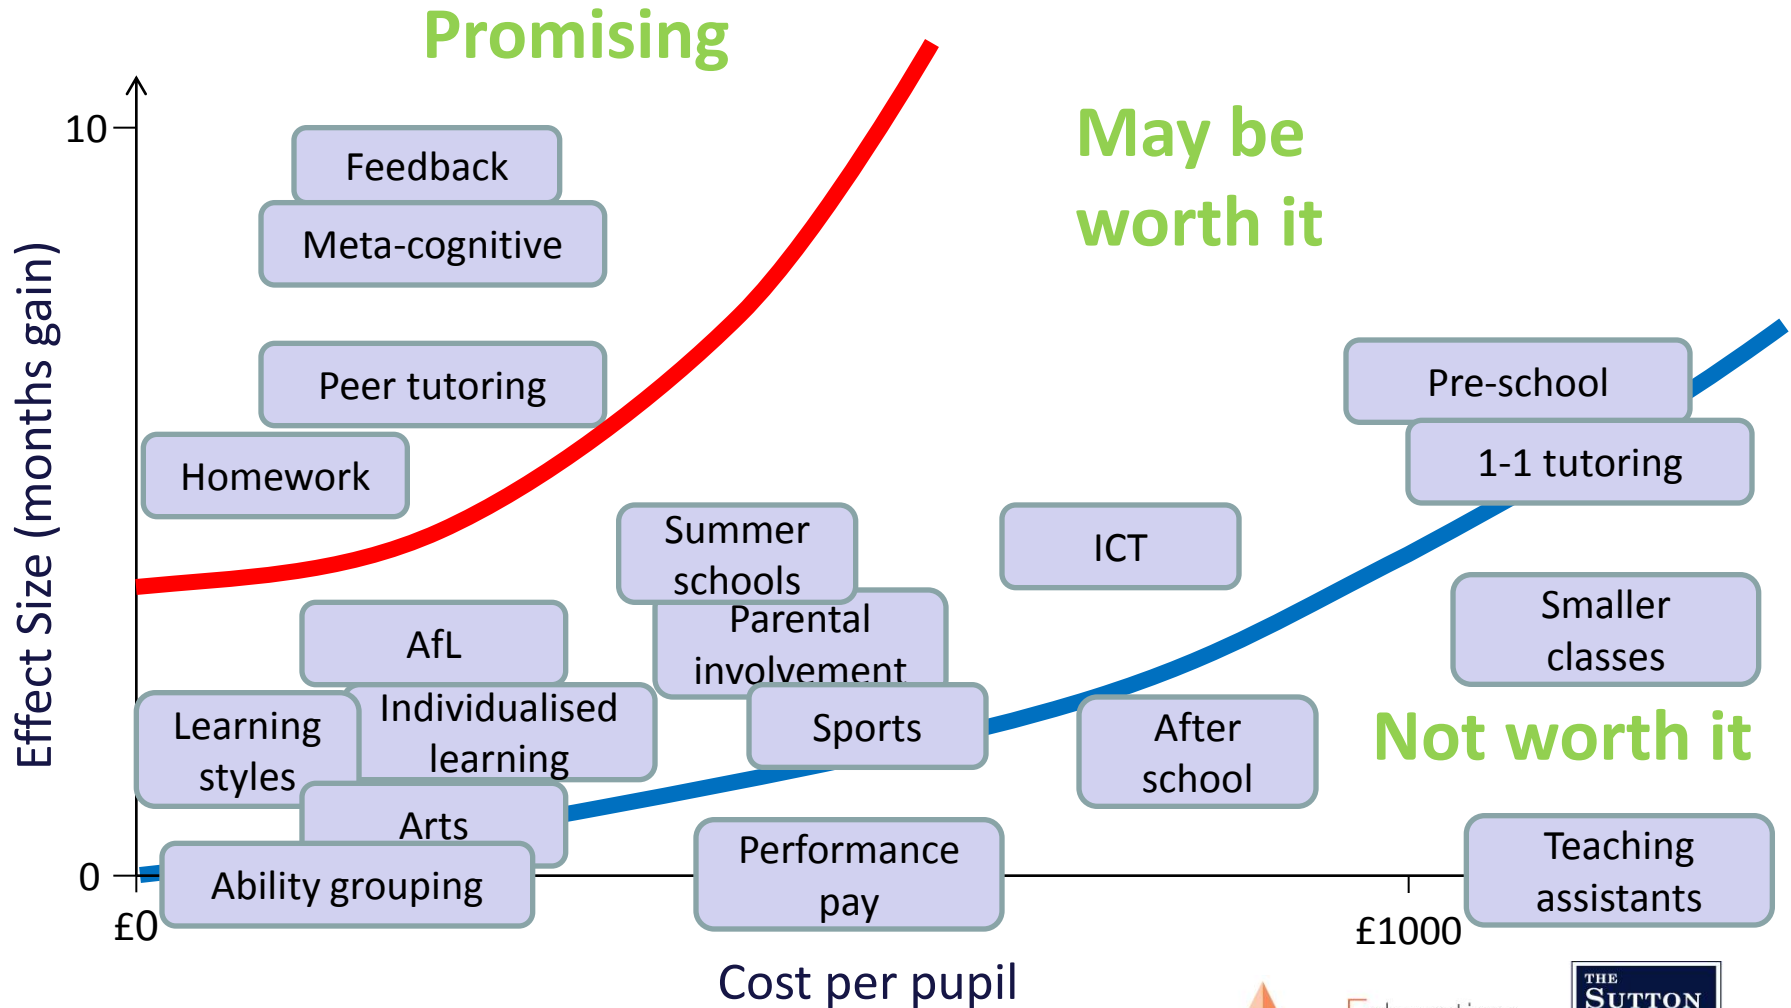 Promising
May be
worth it
10
Feedback
Meta-cognitive
Peer tutoring
Homework
Pre-school
1-1 tutoring
Summer
schools
ICT
Parental
involvement
AfL
Smaller
classes
Effect Size (months gain)
Learning
styles
Individualised
learning
Sports
After
school
Not worth it
Arts
Ability grouping
Performance
pay
Teaching
assistants
0
£0
£1000
Cost per pupil
THE
SUTTON